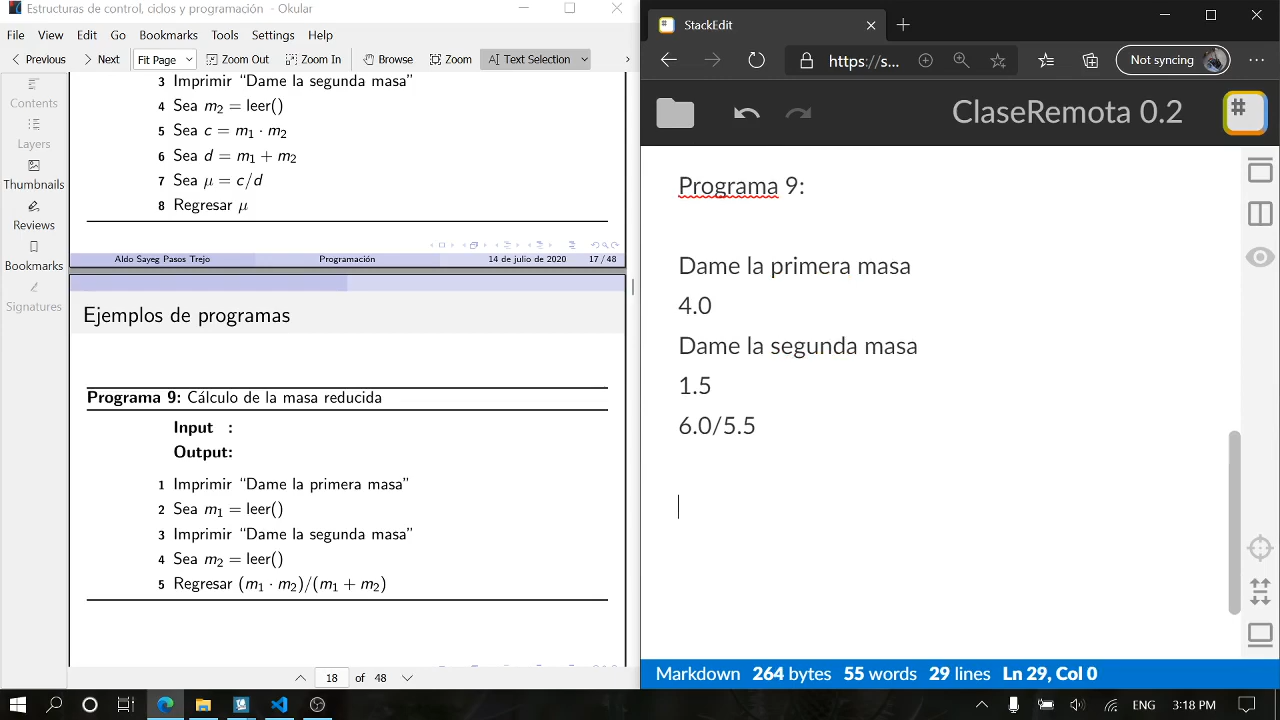 Estructuras de control, ciclos y programación - Okular
File View Edit Go Bookmarks Tools Settings Help
Previous Next Fit Page Zoom Out Zoom In Browse Zoom Text Selection
Contents
Layers
Thumbnails
Reviews
Bookmarks
Signatures
3 Imprimir "Dame la segunda masa"
4 Sea m₂ = leer()
5 Sea c = m₁ · m₂
6 Sea d = m₁ + m₂
7 Sea μ = c/d
8 Regresar μ
Aldo Sayeg Pasos Trejo Programación 14 de julio de 2020 17 / 48
Ejemplos de programas
Programa 9: Cálculo de la masa reducida
Input :
Output:
1 Imprimir "Dame la primera masa"
2 Sea m₁ = leer()
3 Imprimir "Dame la segunda masa"
4 Sea m₂ = leer()
5 Regresar (m₁ · m₂)/(m₁ + m₂)
18 of 48
StackEdit
https://s...
Not syncing
ClaseRemota 0.2
Programa 9:
Dame la primera masa
4.0
Dame la segunda masa
1.5
6.0/5.5
Markdown 264 bytes 55 words 29 lines Ln 29, Col 0
ENG 3:18 PM